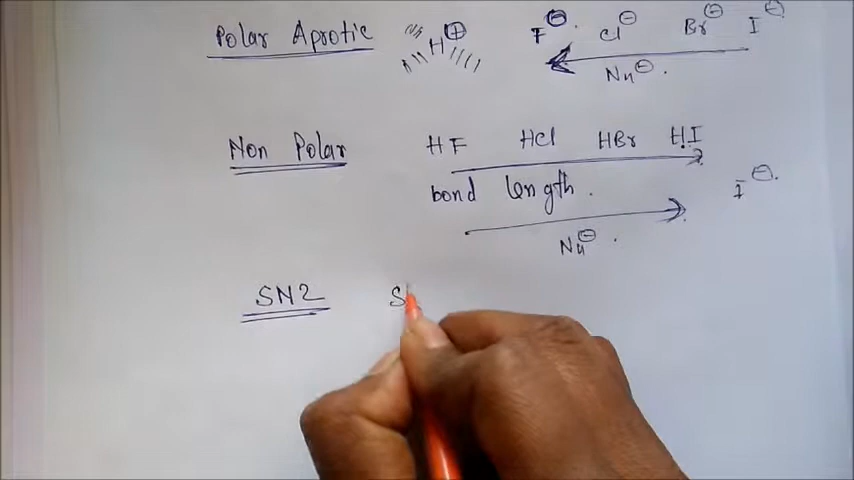 Polar Aprotic H⊕ F⊖ Cl⊖ Br⊖ I⊖
Nu⊖.
Non Polar HF HCl HBr HI
bond length. I⊖.
Nu⊖.
SN2 S